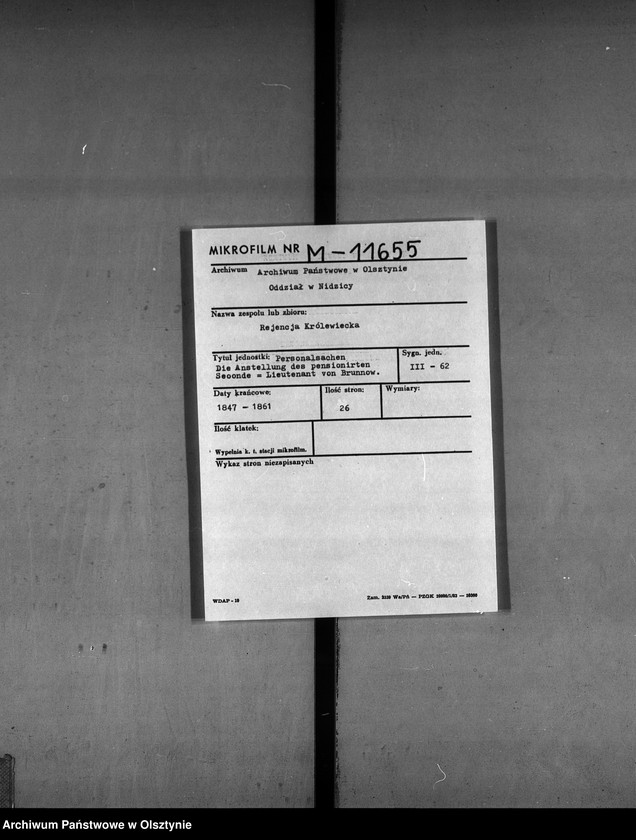 MIKROFILM NR M-11655
Archiwum Archiwum Państwowe w Olsztynie
Oddział w Nidzicy
Nazwa zespołu lub zbioru:
Rejencja Królewiecka
Tytuł jednostki: Personalsachen
Die Anstellung des pensionirten
Seconde = Lieutenant von Brunnow.
Sygn. jedn.
III - 62
Daty krańcowe:
1847 - 1861
Ilość stron:
26
Wymiary:
Ilość klatek:
Wypełnia k. t. stacji mikrofilm.
Wykaz stron niezapisanych
WDAP - 10
Archiwum Państwowe w Olsztynie